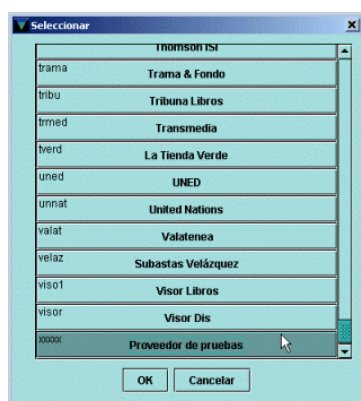 Seleccionar
Thomson ISI
trama
Trama & Fondo
tribu
Tribuna Libros
trmed
Transmedia
tverd
La Tienda Verde
uned
UNED
unnat
United Nations
valat
Valatenea
velaz
Subastas Velázquez
viso1
Visor Libros
visor
Visor Dis
xxxxx
Proveedor de pruebas
OK
Cancelar